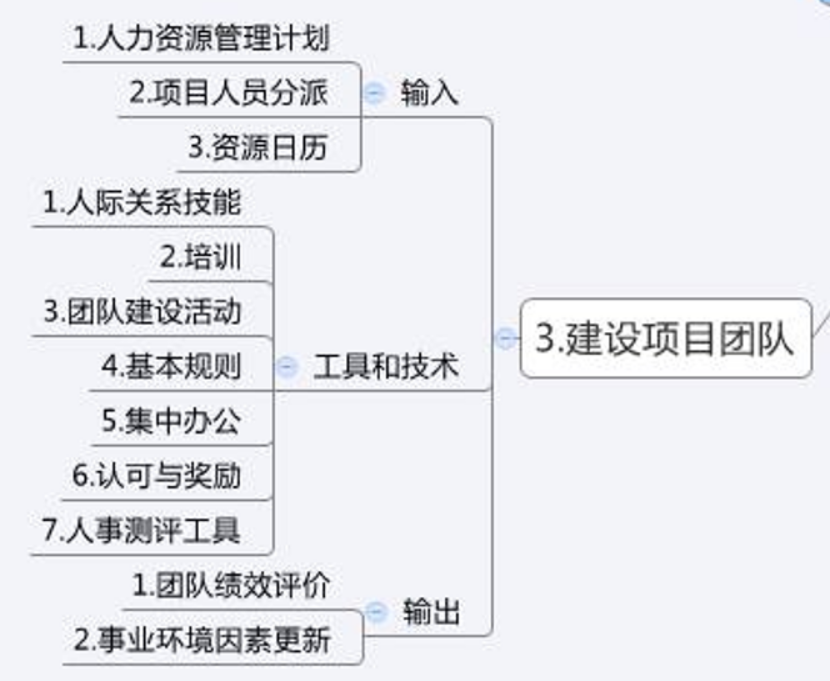 1.人力资源管理计划
2.项目人员分派
输入
3.资源日历
1.人际关系技能
2.培训
3.团队建设活动
3.建设项目团队
4.基本规则
工具和技术
5.集中办公
6.认可与奖励
7.人事测评工具
1.团队绩效评价
输出
2.事业环境因素更新